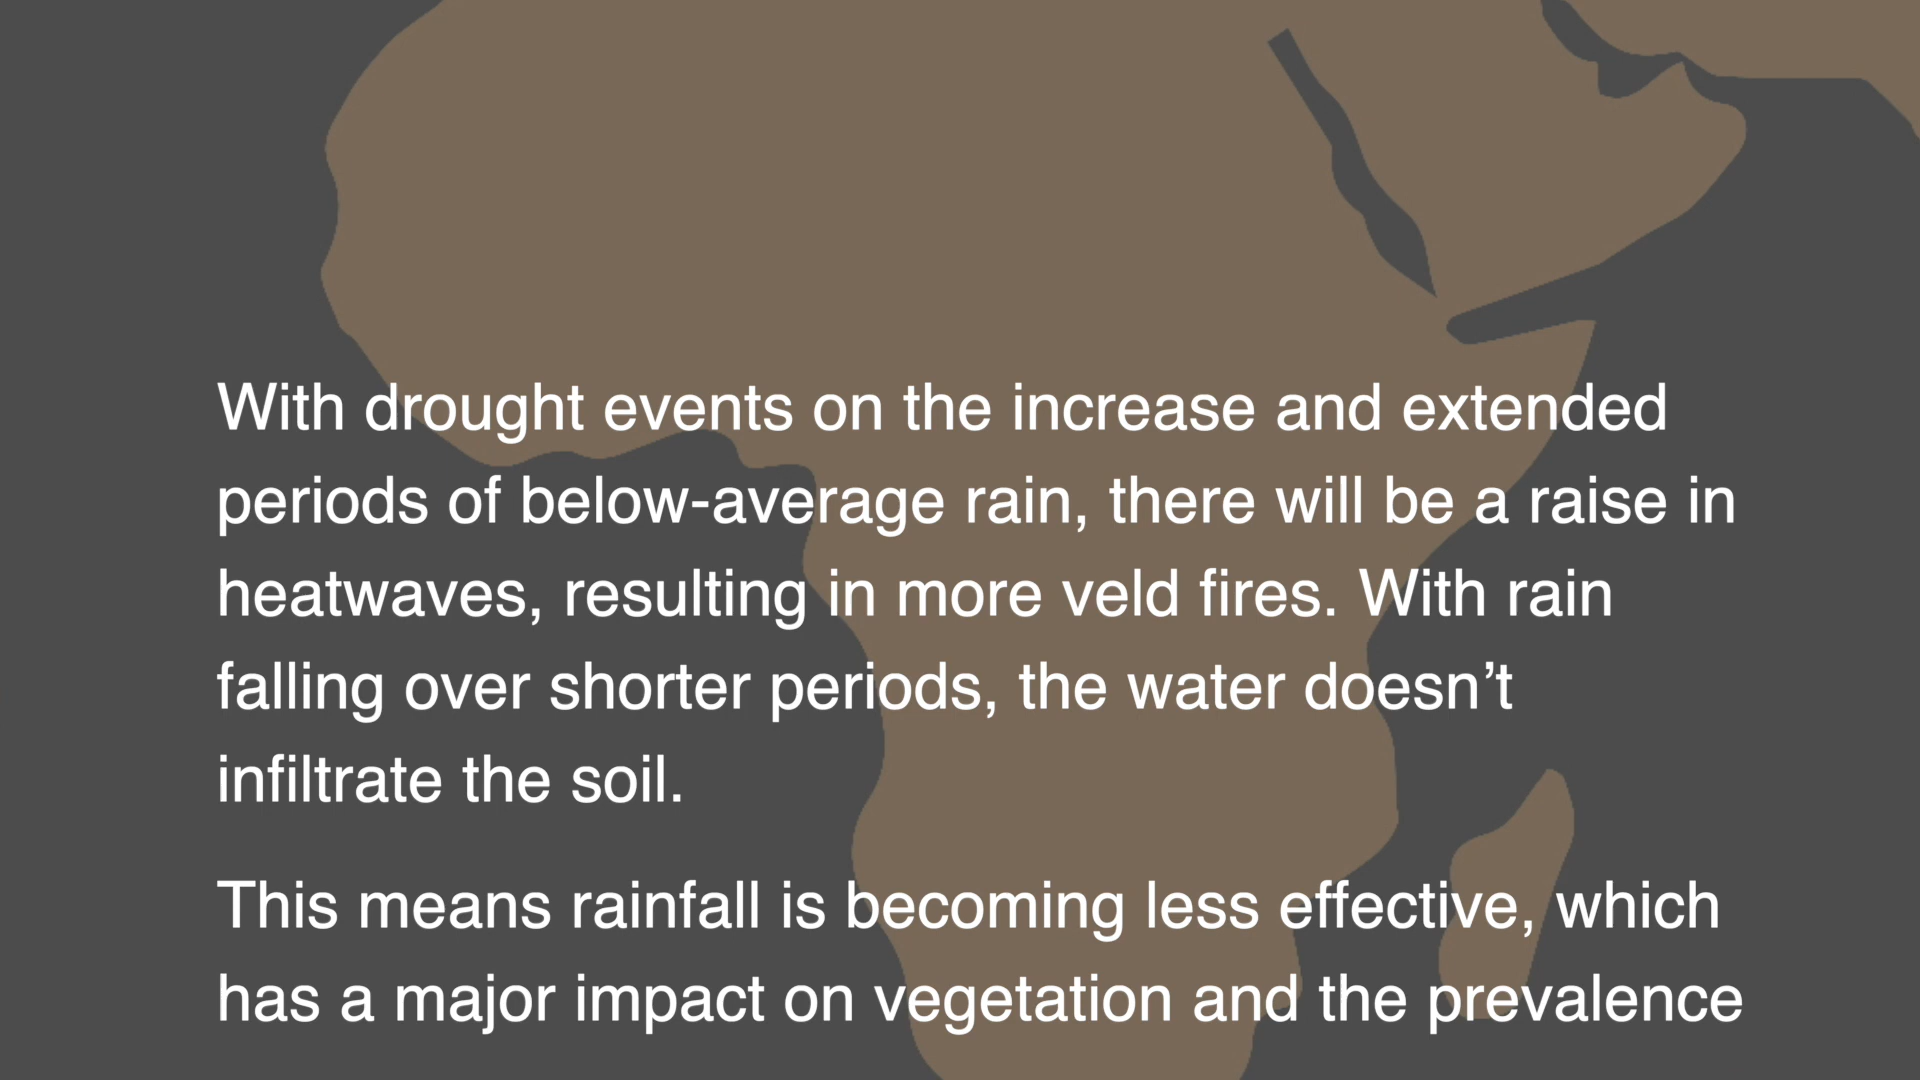 With drought events on the increase and extended
periods of below-average rain, there will be a raise in
heatwaves, resulting in more veld fires. With rain
falling over shorter periods, the water doesn’t
infiltrate the soil.
This means rainfall is becoming less effective, which
has a major impact on vegetation and the prevalence